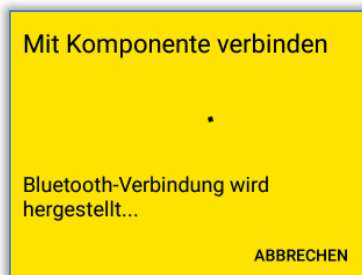 Mit Komponente verbinden
Bluetooth-Verbindung wird
hergestellt...
ABBRECHEN